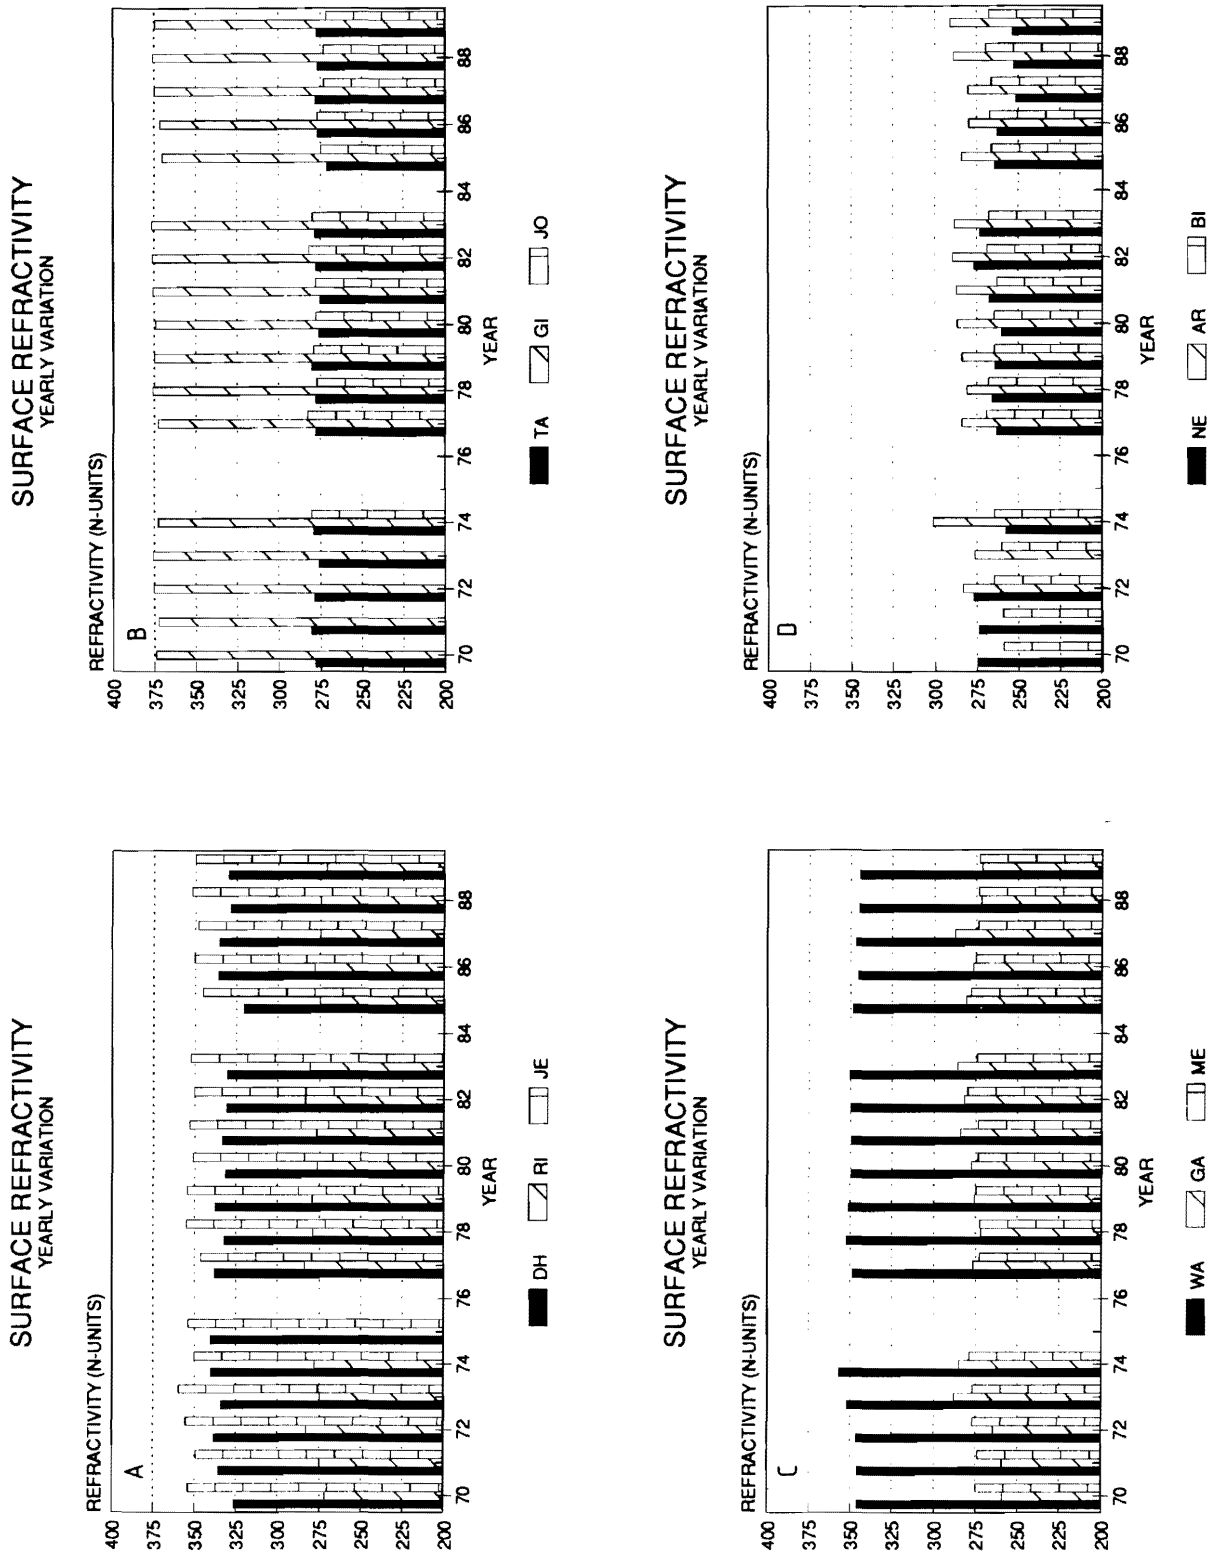 SURFACE REFRACTIVITY
YEARLY VARIATION
REFRACTIVITY (N-UNITS)
A
400
375
350
325
300
275
250
225
200
70 72 74 76 78 80 82 84 86 88
YEAR
DH RI JE
SURFACE REFRACTIVITY
YEARLY VARIATION
REFRACTIVITY (N-UNITS)
B
400
375
350
325
300
275
250
225
200
70 72 74 76 78 80 82 84 86 88
YEAR
TA GI JO
SURFACE REFRACTIVITY
YEARLY VARIATION
REFRACTIVITY (N-UNITS)
C
400
375
350
325
300
275
250
225
200
70 72 74 76 78 80 82 84 86 88
YEAR
WA GA ME
SURFACE REFRACTIVITY
YEARLY VARIATION
REFRACTIVITY (N-UNITS)
D
400
375
350
325
300
275
250
225
200
70 72 74 76 78 80 82 84 86 88
YEAR
NE AR BI